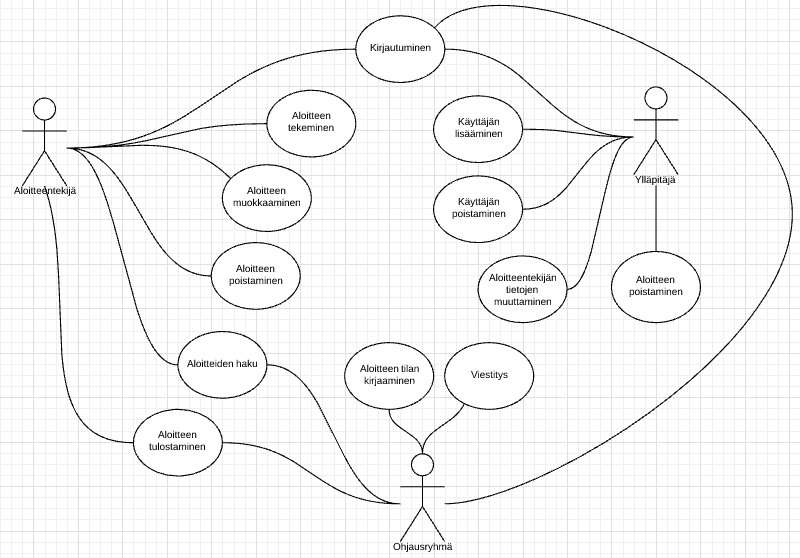 Kirjautuminen
Aloitteen
tekeminen
Käyttäjän
lisääminen
Aloitteentekijä
Ylläpitäjä
Aloitteen
muokkaaminen
Käyttäjän
poistaminen
Aloitteen
poistaminen
Aloitteentekijän
tietojen
muuttaminen
Aloitteen
poistaminen
Aloitteiden haku
Aloitteen tilan
kirjaaminen
Viestitys
Aloitteen
tulostaminen
Ohjausryhmä